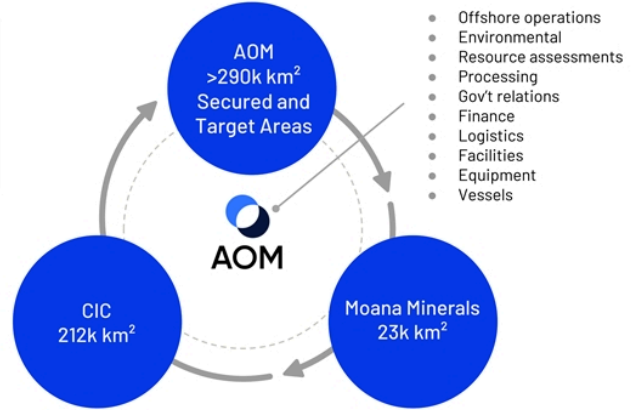 AOM
>290k km²
Secured and
Target Areas
Offshore operations
Environmental
Resource assessments
Processing
Gov't relations
Finance
Logistics
Facilities
Equipment
Vessels
AOM
CIC
212k km²
Moana Minerals
23k km²